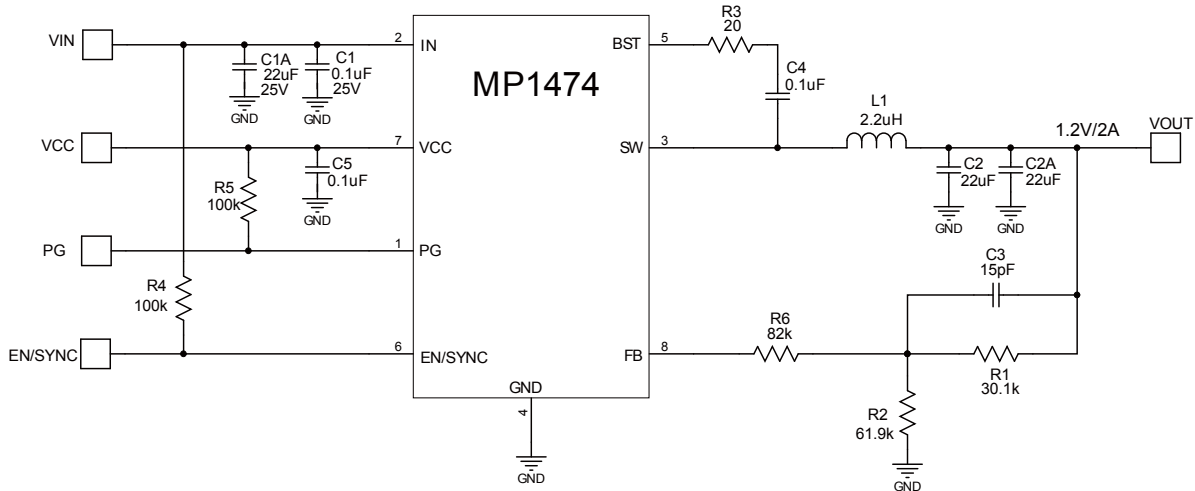 VIN
2
IN
C1A
22uF
25V
GND
C1
0.1uF
25V
GND
MP1474
BST
5
R3
20
C4
0.1uF
L1
2.2uH
1.2V/2A
VOUT
VCC
7
VCC
C5
0.1uF
GND
SW
3
C2
22uF
GND
C2A
22uF
GND
R5
100k
PG
1
PG
R4
100k
C3
15pF
EN/SYNC
6
EN/SYNC
FB
8
R6
82k
R1
30.1k
R2
61.9k
GND
GND
4
GND